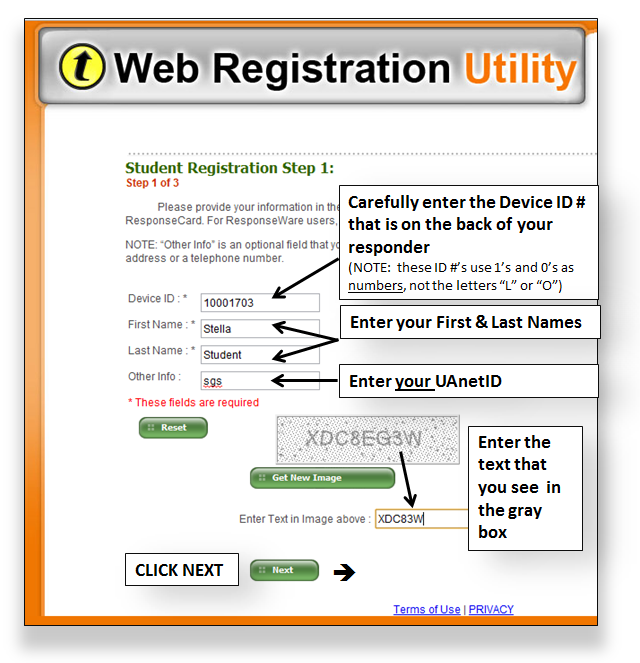 t Web Registration Utility
Student Registration Step 1:
Step 1 of 3
Please provide your information in the
ResponseCard. For ResponseWare users,
NOTE: "Other Info" is an optional field that yo
address or a telephone number.
Carefully enter the Device ID #
that is on the back of your
responder
(NOTE: these ID #'s use 1's and 0's as
numbers, not the letters "L" or "O")
Device ID : * 10001703
First Name : * Stella
Enter your First & Last Names
Last Name : * Student
Other Info : sgs
Enter your UAnetID
* These fields are required
Reset
XDC8EG3W
Get New Image
Enter the
text that
you see in
the gray
box
Enter Text in Image above : XDC83W
CLICK NEXT
Next
Terms of Use | PRIVACY